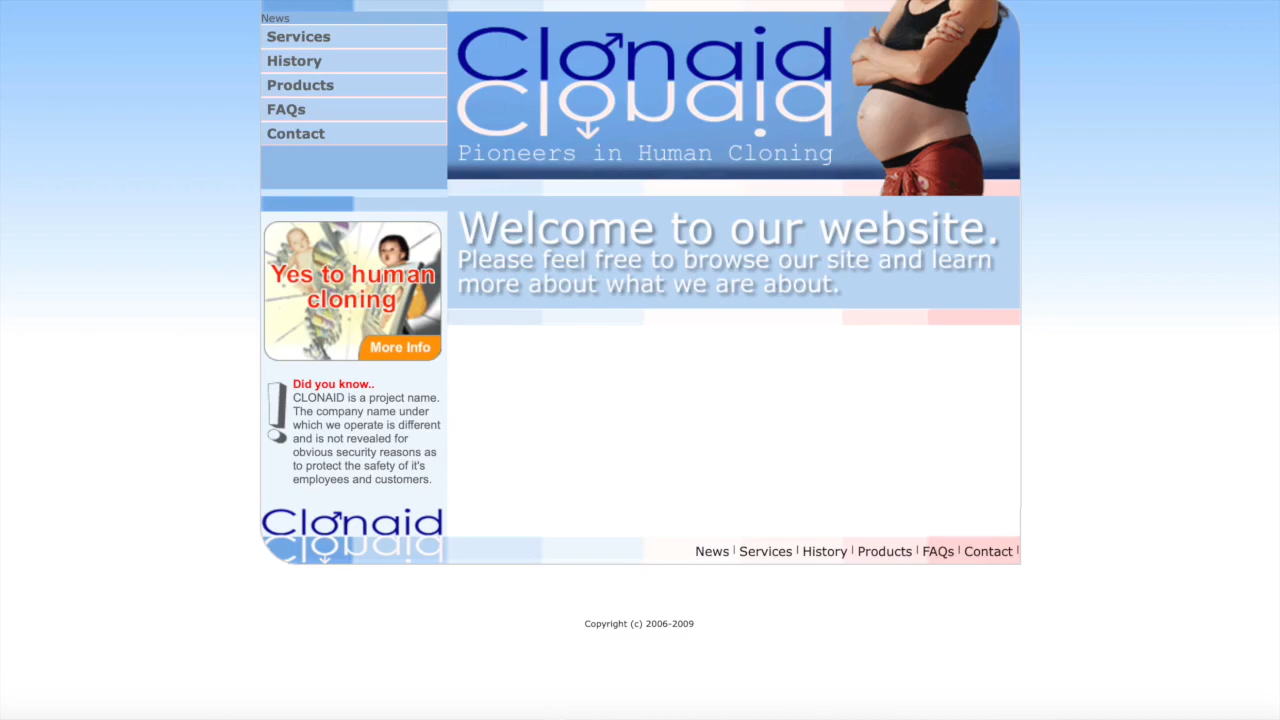 News
Services
History
Products
FAQs
Contact
Clonaid
Pioneers in Human Cloning
Welcome to our website.
Please feel free to browse our site and learn
more about what we are about.
Yes to human
cloning
More Info
Did you know..
CLONAID is a project name.
The company name under
which we operate is different
and is not revealed for
obvious security reasons as
to protect the safety of it's
employees and customers.
Clonaid
News | Services | History | Products | FAQs | Contact |
Copyright (c) 2006-2009